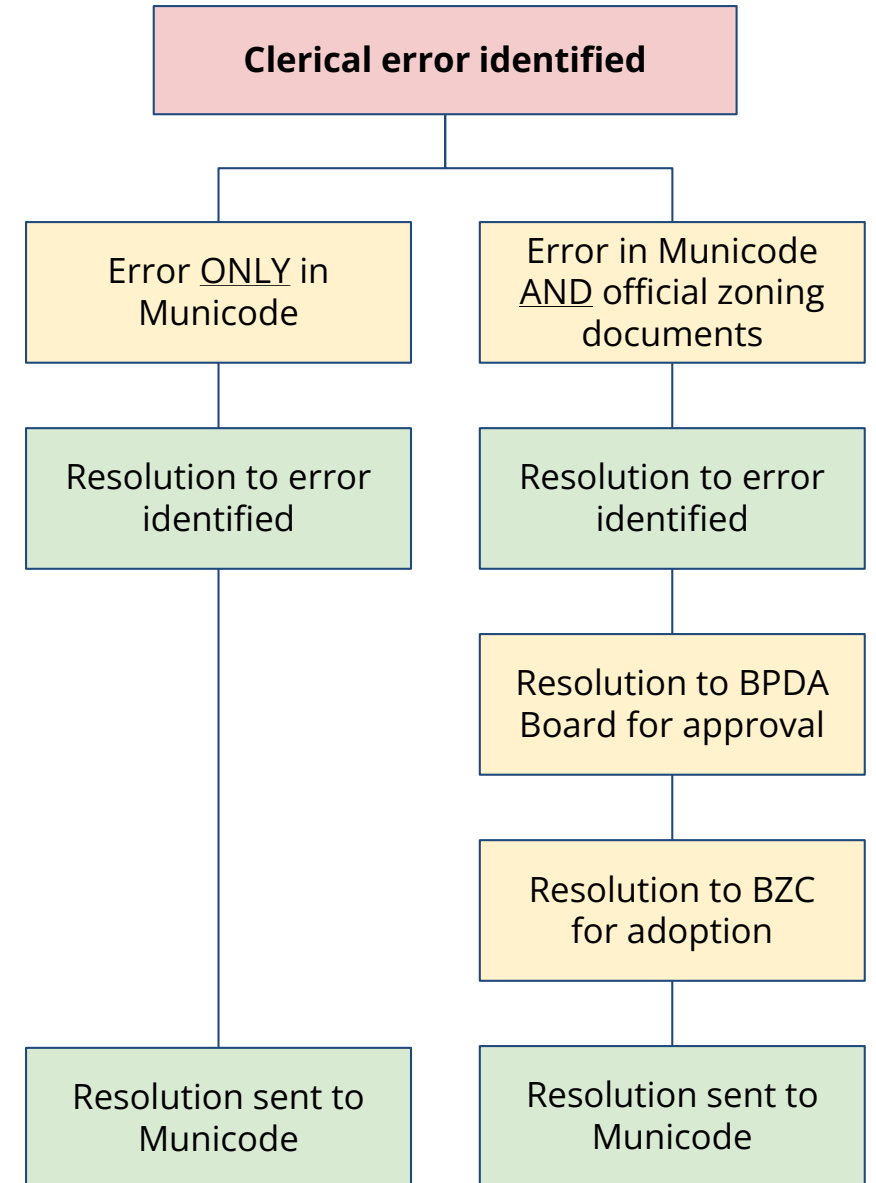 Clerical error identified
Error ONLY in
Municode
Error in Municode
AND official zoning
documents
Resolution to error
identified
Resolution to error
identified
Resolution to BPDA
Board for approval
Resolution to BZC
for adoption
Resolution sent to
Municode
Resolution sent to
Municode